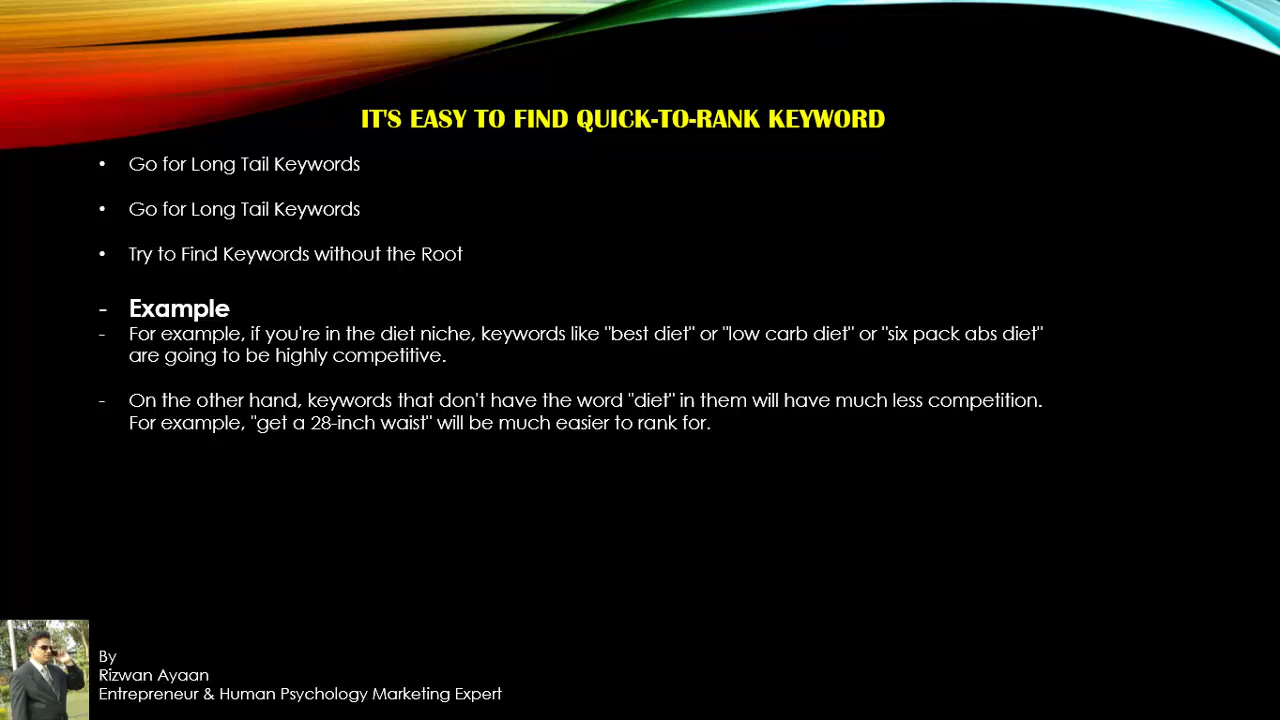 IT'S EASY TO FIND QUICK-TO-RANK KEYWORD
• Go for Long Tail Keywords
• Go for Long Tail Keywords
• Try to Find Keywords without the Root
- Example
- For example, if you're in the diet niche, keywords like "best diet" or "low carb diet" or "six pack abs diet"
are going to be highly competitive.
- On the other hand, keywords that don't have the word "diet" in them will have much less competition.
For example, "get a 28-inch waist" will be much easier to rank for.
By
Rizwan Ayaan
Entrepreneur & Human Psychology Marketing Expert